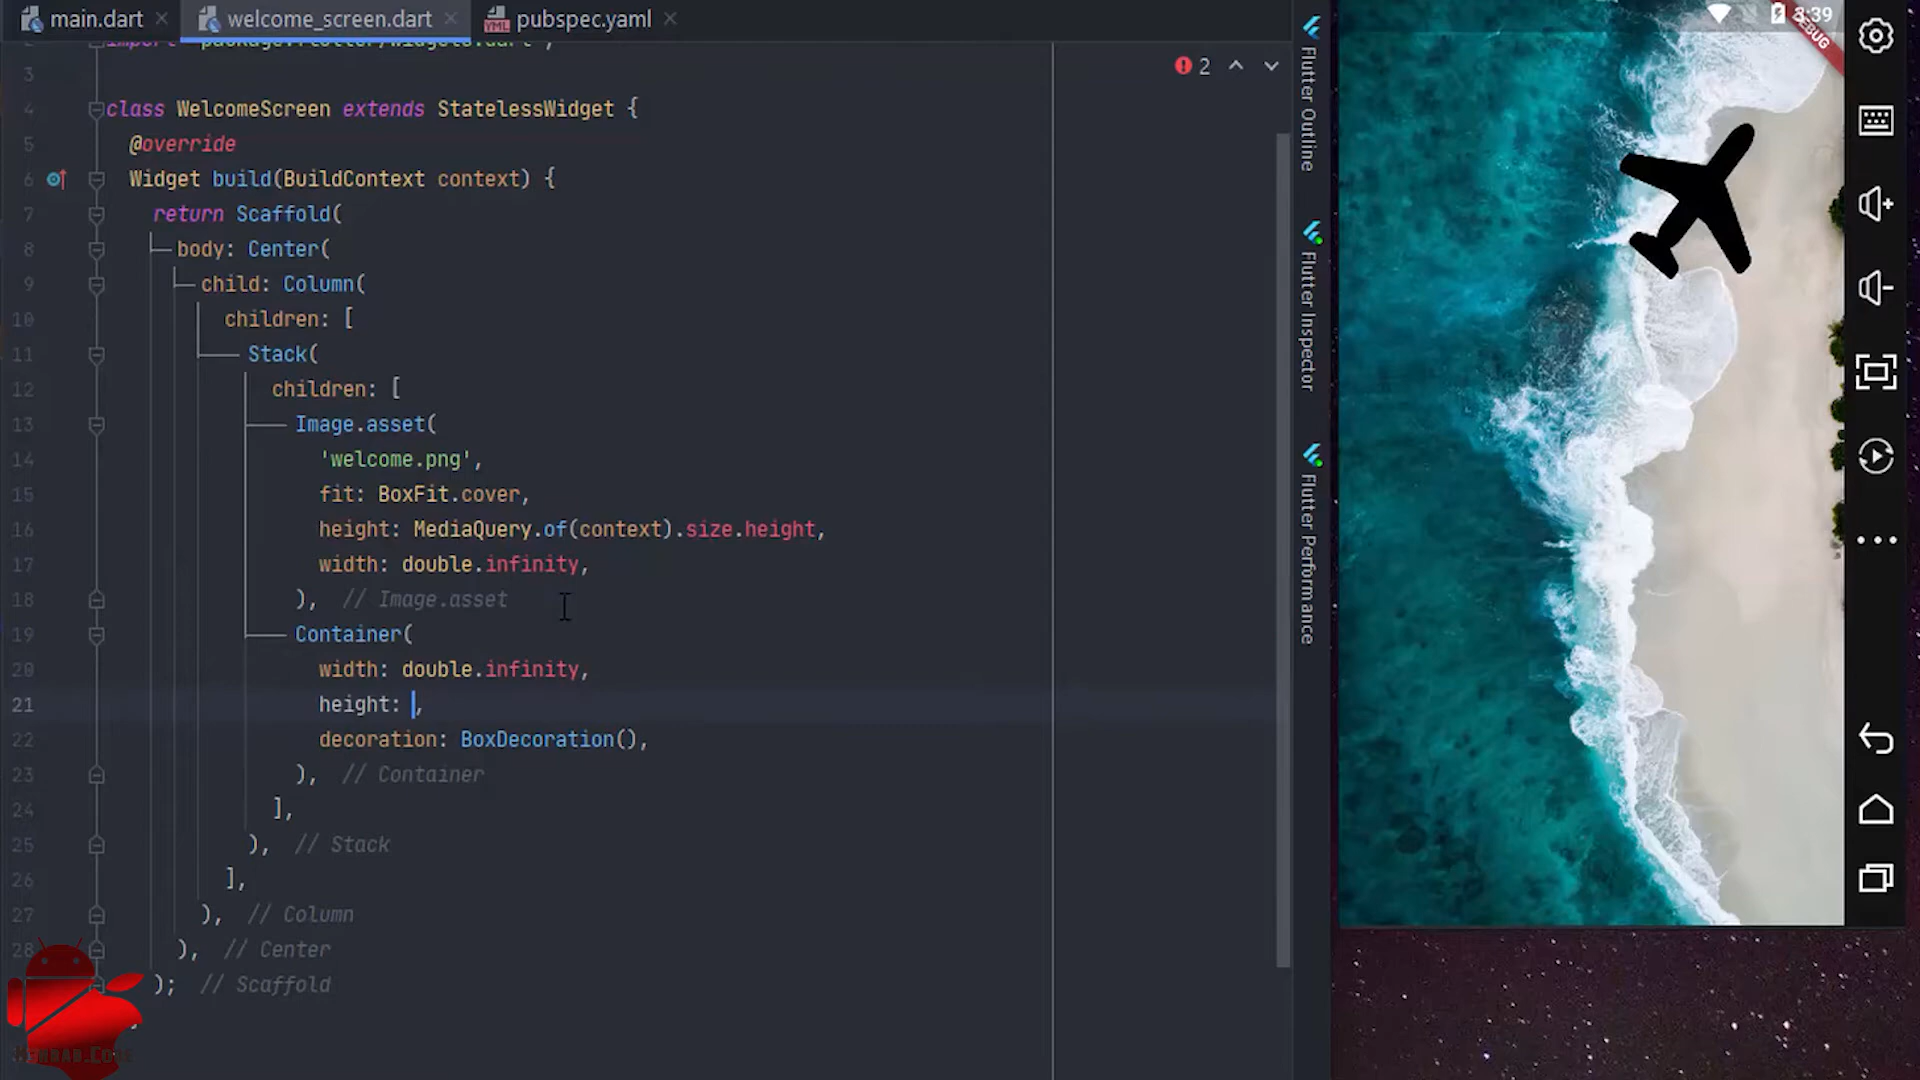 main.dart
welcome_screen.dart
pubspec.yaml
2
3
class WelcomeScreen extends StatelessWidget {
4
@override
5
Widget build(BuildContext context) {
6
return Scaffold(
7
body: Center(
8
child: Column(
9
children: [
10
Stack(
11
children: [
12
Image.asset(
13
'welcome.png',
14
fit: BoxFit.cover,
15
height: MediaQuery.of(context).size.height,
16
width: double.infinity,
17
), // Image.asset
18
Container(
19
width: double.infinity,
20
height: ,
21
decoration: BoxDecoration(),
22
), // Container
23
],
24
), // Stack
25
],
26
), // Column
27
), // Center
28
); // Scaffold
Flutter Outline
Flutter Inspector
Flutter Performance
8:39
DEBUG